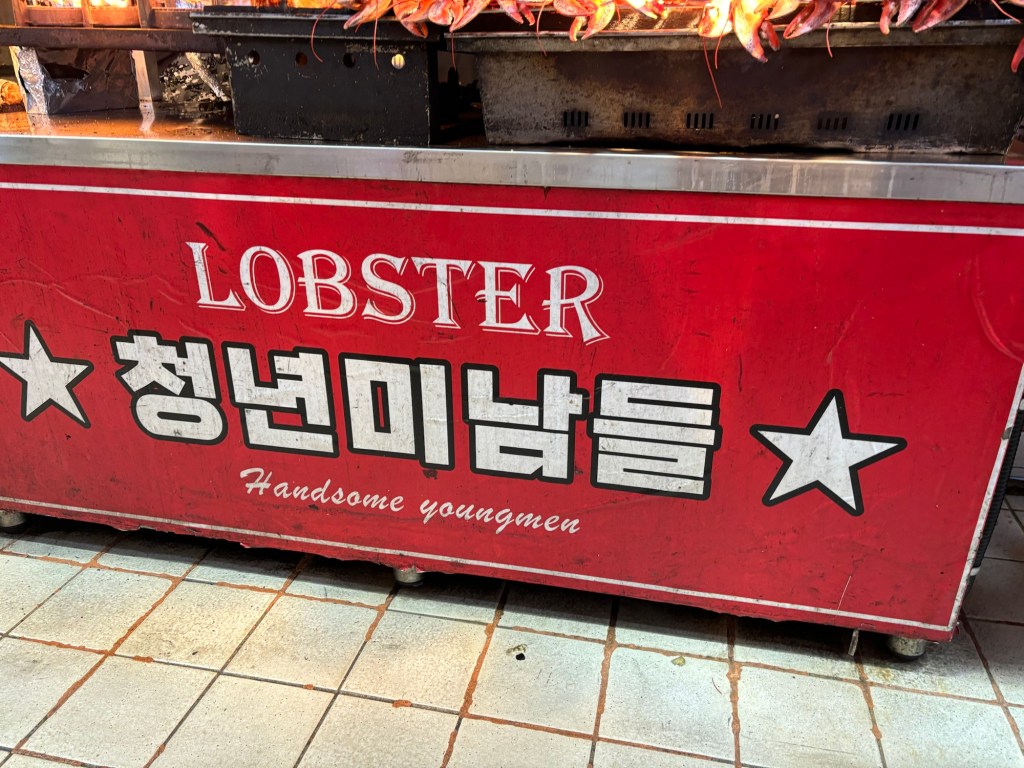 LOBSTER
청년미남들
Handsome youngmen